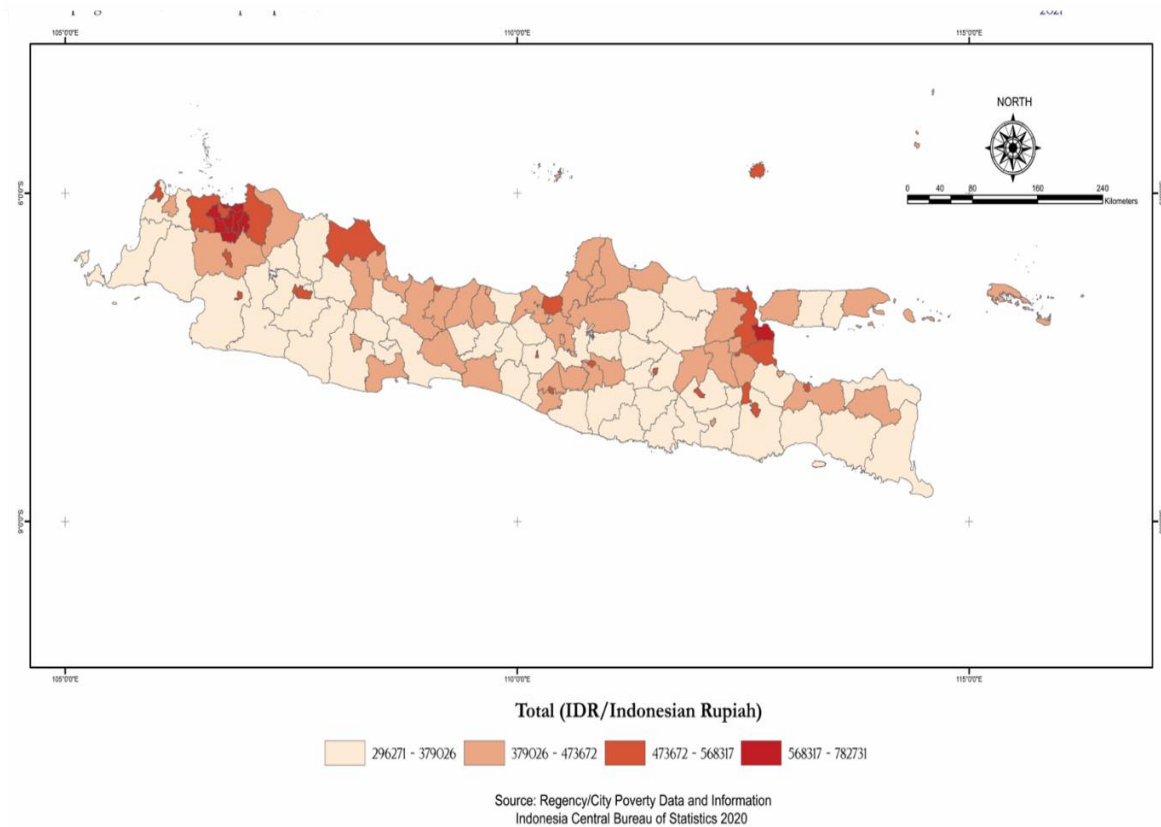 2021
105°0'0"E 110°0'0"E 115°0'0"E
NORTH
0 40 80 160 240
Kilometers
6°0'0"S
9°0'0"S
105°0'0"E 110°0'0"E 115°0'0"E
Total (IDR/Indonesian Rupiah)
296271 - 379026 379026 - 473672 473672 - 568317 568317 - 782731
Source: Regency/City Poverty Data and Information
Indonesia Central Bureau of Statistics 2020